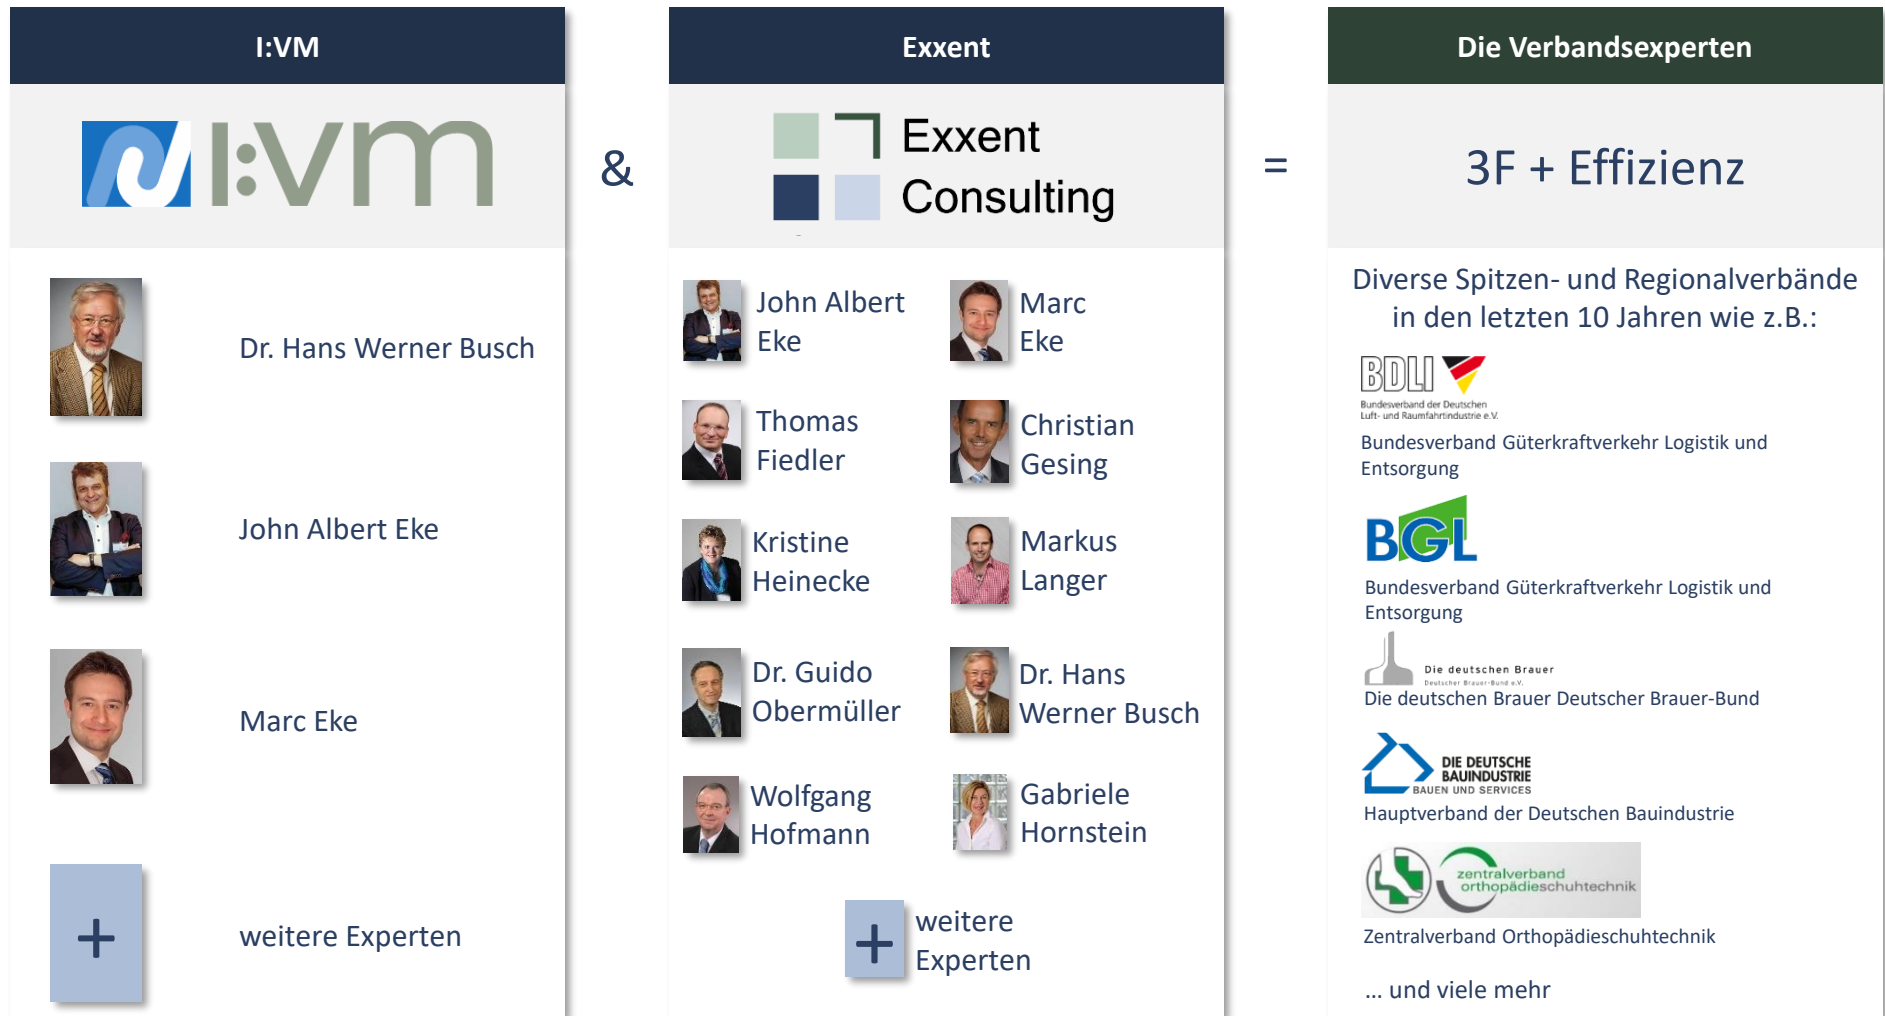 I:VM
I:vm
Dr. Hans Werner Busch
John Albert Eke
Marc Eke
+
weitere Experten
&
Exxent
Exxent
Consulting
John Albert
Eke
Marc
Eke
Thomas
Fiedler
Christian
Gesing
Kristine
Heinecke
Markus
Langer
Dr. Guido
Obermüller
Dr. Hans
Werner Busch
Wolfgang
Hofmann
Gabriele
Hornstein
+
weitere
Experten
=
Die Verbandsexperten
3F + Effizienz
Diverse Spitzen- und Regionalverbände
in den letzten 10 Jahren wie z.B.:
BDLI
Bundesverband der Deutschen
Luft- und Raumfahrtindustrie e.V.
Bundesverband Güterkraftverkehr Logistik und
Entsorgung
BGL
Bundesverband Güterkraftverkehr Logistik und
Entsorgung
Die deutschen Brauer
Deutscher Brauer-Bund e.V.
Die deutschen Brauer Deutscher Brauer-Bund
DIE DEUTSCHE
BAUINDUSTRIE
BAUEN UND SERVICES
Hauptverband der Deutschen Bauindustrie
zentralverband
orthopädieschuhtechnik
Zentralverband Orthopädieschuhtechnik
... und viele mehr